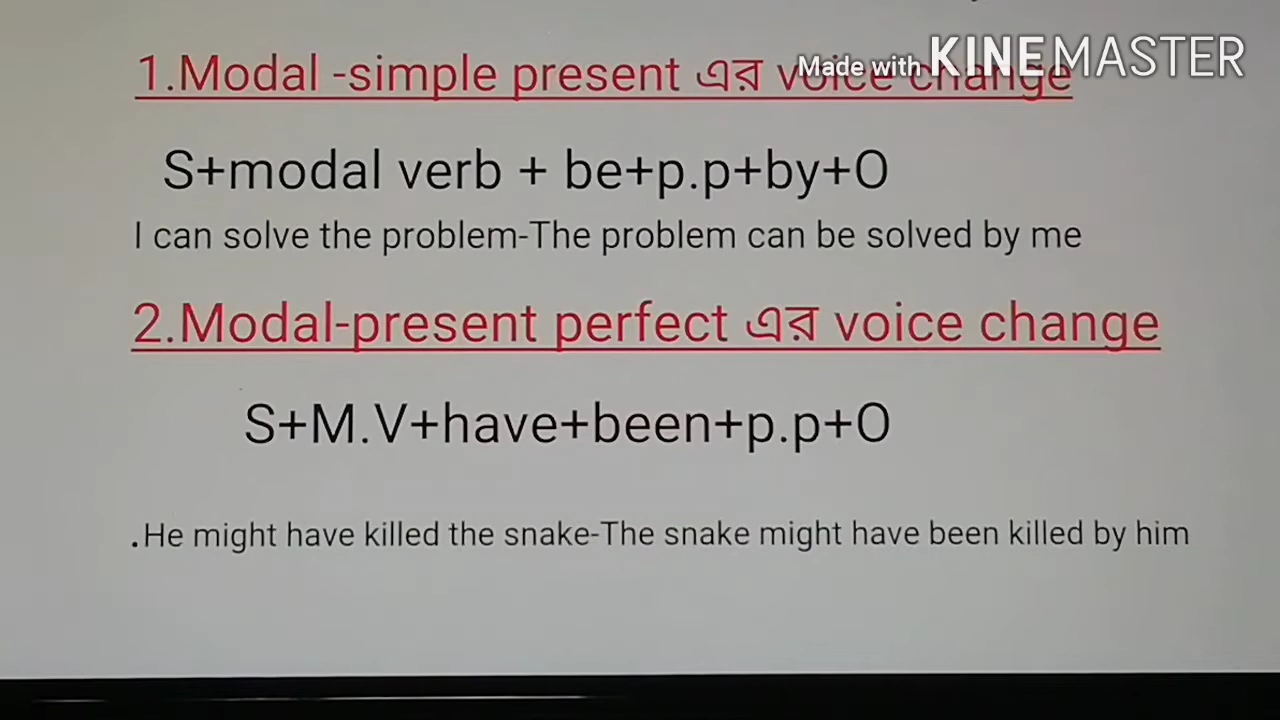 1.Modal -simple present এর voice change
Made with KINEMASTER
S+modal verb + be+p.p+by+O
I can solve the problem-The problem can be solved by me
2.Modal-present perfect এর voice change
S+M.V+have+been+p.p+O
.He might have killed the snake-The snake might have been killed by him